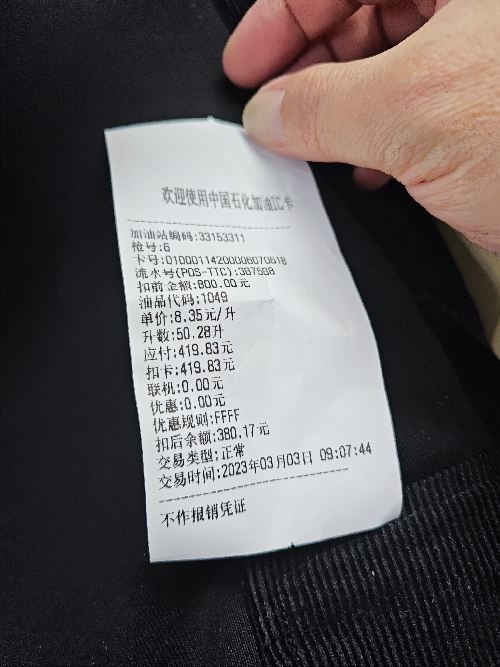 欢迎使用中国石化加油IC卡
加油站编码:33153311
枪号:6
卡号:0100011420000607​0618
流水号(POS-TTC):387508
扣前金额:800.00元
油品代码:1049
单价:8.35元/升
升数:50.28升
应付:419.83元
扣卡:419.83元
联机:0.00元
优惠:0.00元
优惠规则:FFFF
扣后余额:380.17元
交易类型:正常
交易时间:2023年03月03日 09:07:44
不作报销凭证